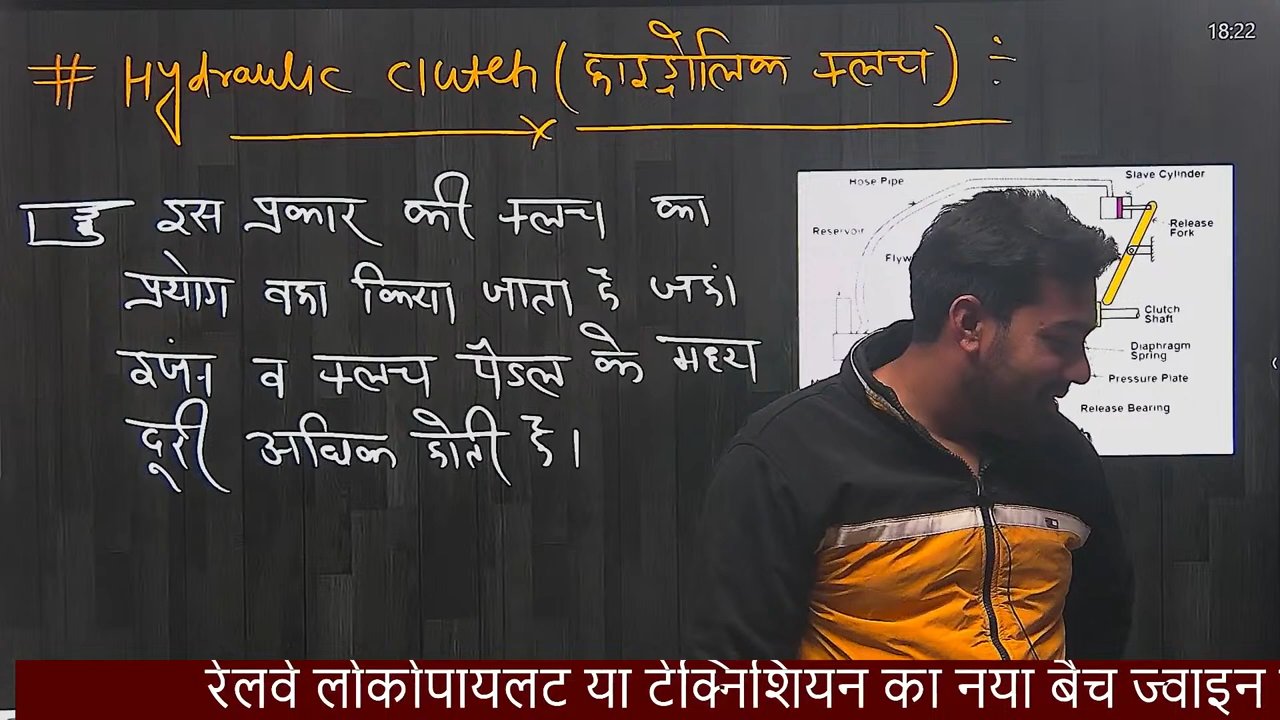 18:22
# Hydraulic Clutch (हाइड्रोलिक क्लच) :-
इस प्रकार की क्लच का
प्रयोग वहा किया जाता है जहां
इंजन व क्लच पैडल के मध्य
दूरी अधिक होती है।
Hose Pipe
Slave Cylinder
Reservoir
Release
Fork
Flyw
Clutch
Shaft
Diaphragm
Spring
Pressure Plate
Release Bearing
रेलवे लोकोपायलट या टेक्निशियन का नया बैच ज्वाइन